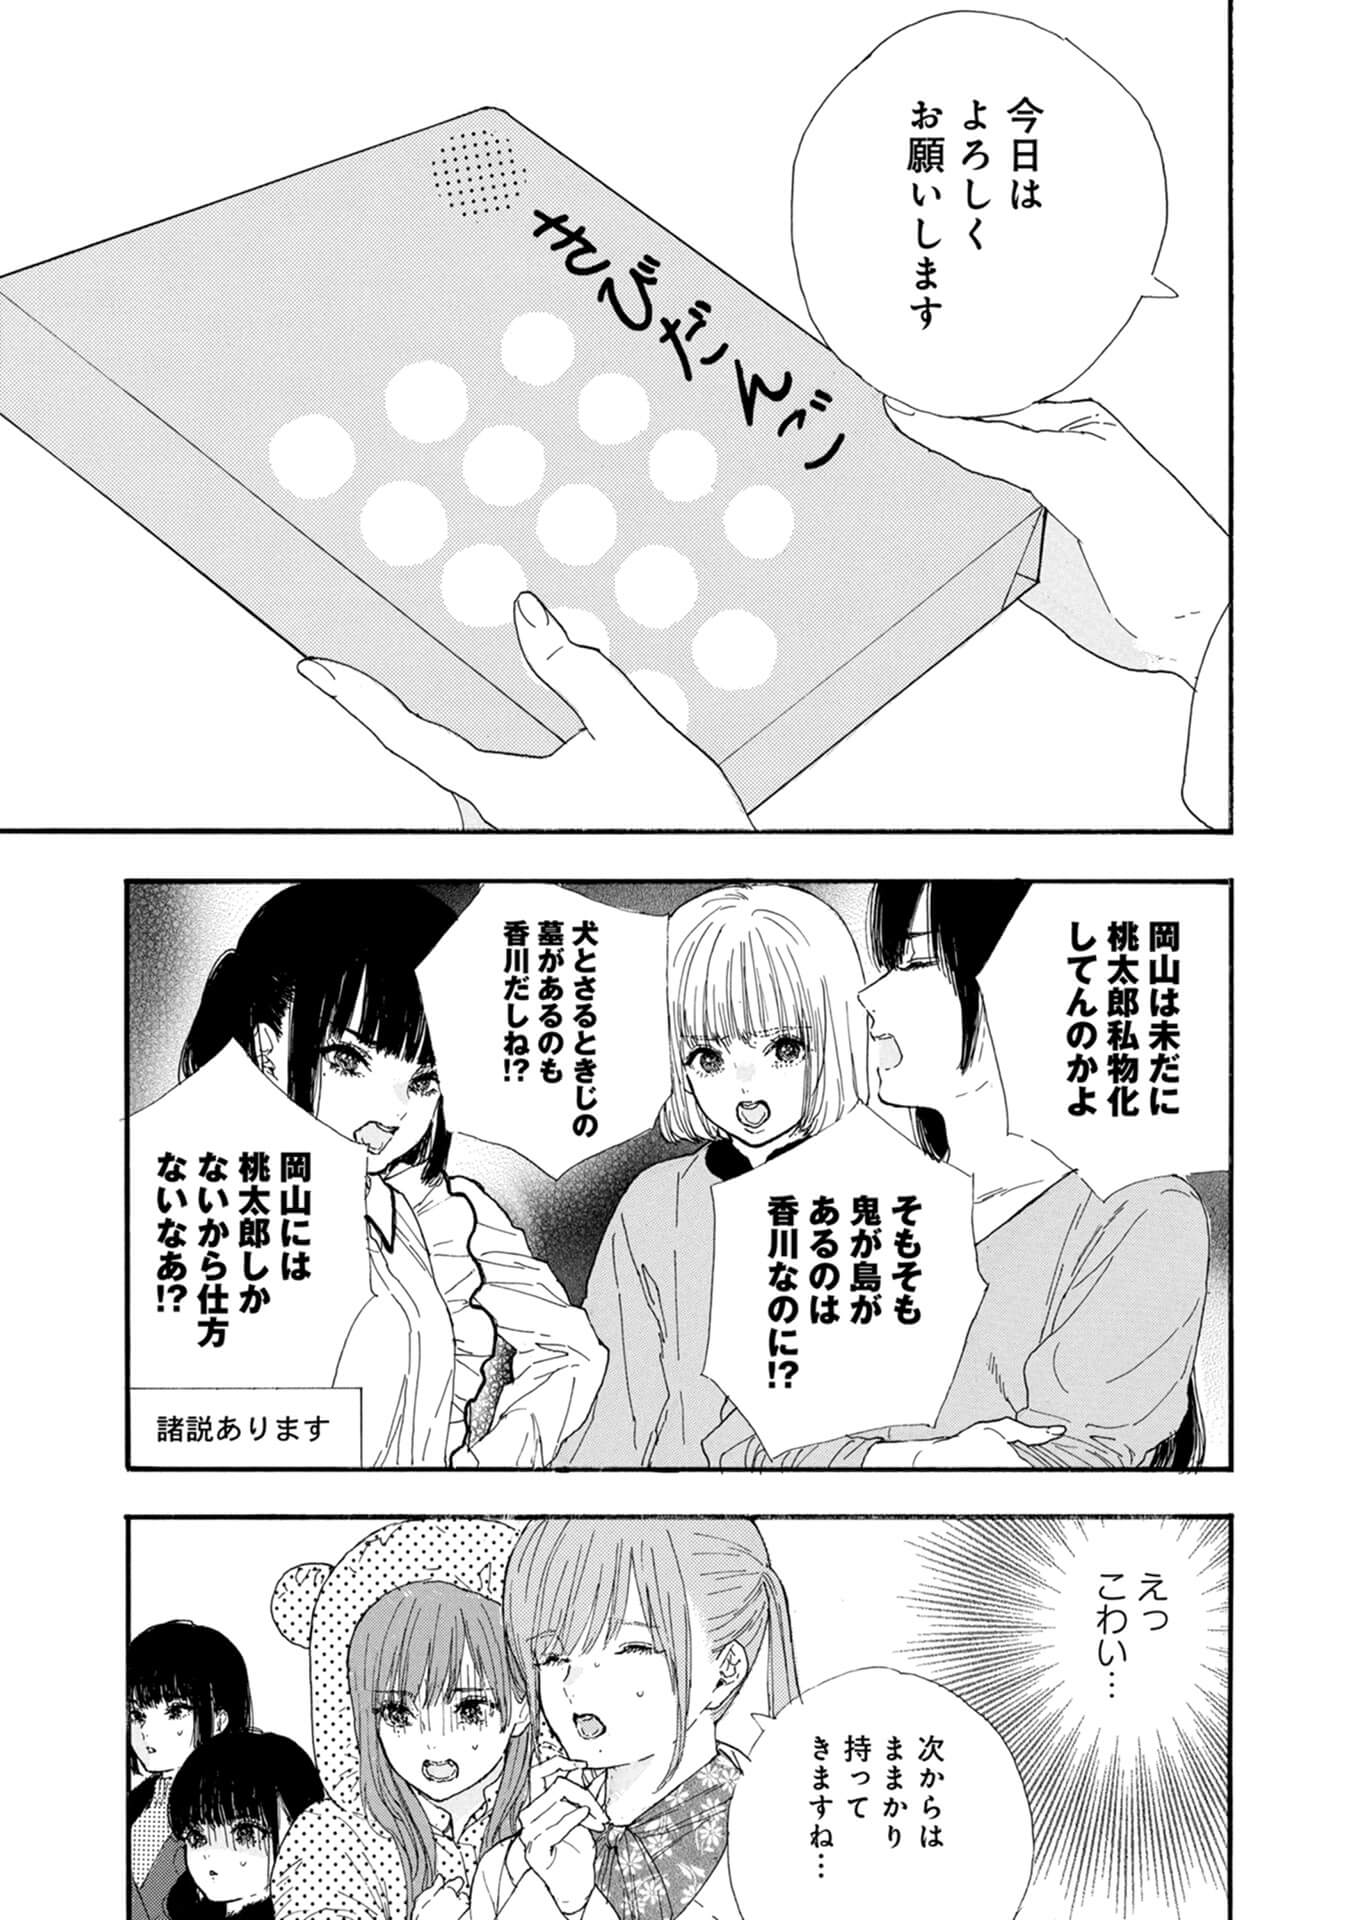 今日は
よろしく
お願いします
きびだんご
岡山は未だに
桃太郎私物化
してんのかよ
そもそも
鬼が島が
あるのは
香川なのに!?
犬とさるときじの
墓があるのも
香川だしね!?
岡山には
桃太郎しか
ないから仕方
ないなあ!?
諸説あります
えっ
こわい…
次からは
ままかり
持って
きますね…